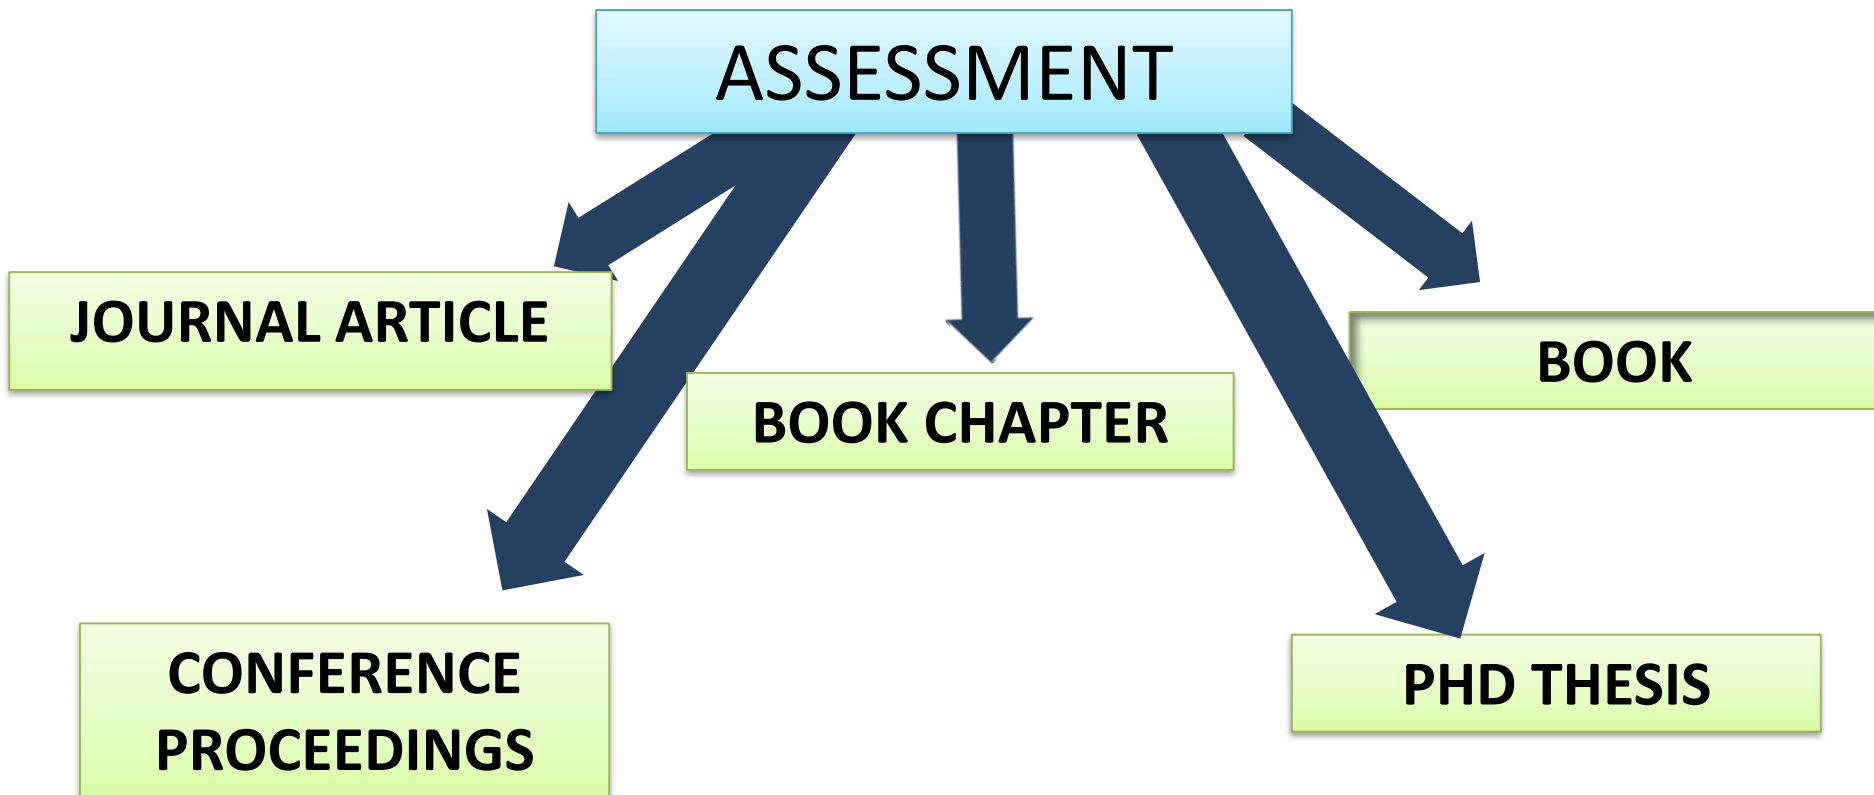 ASSESSMENT
JOURNAL ARTICLE
BOOK
BOOK CHAPTER
CONFERENCE
PROCEEDINGS
PHD THESIS